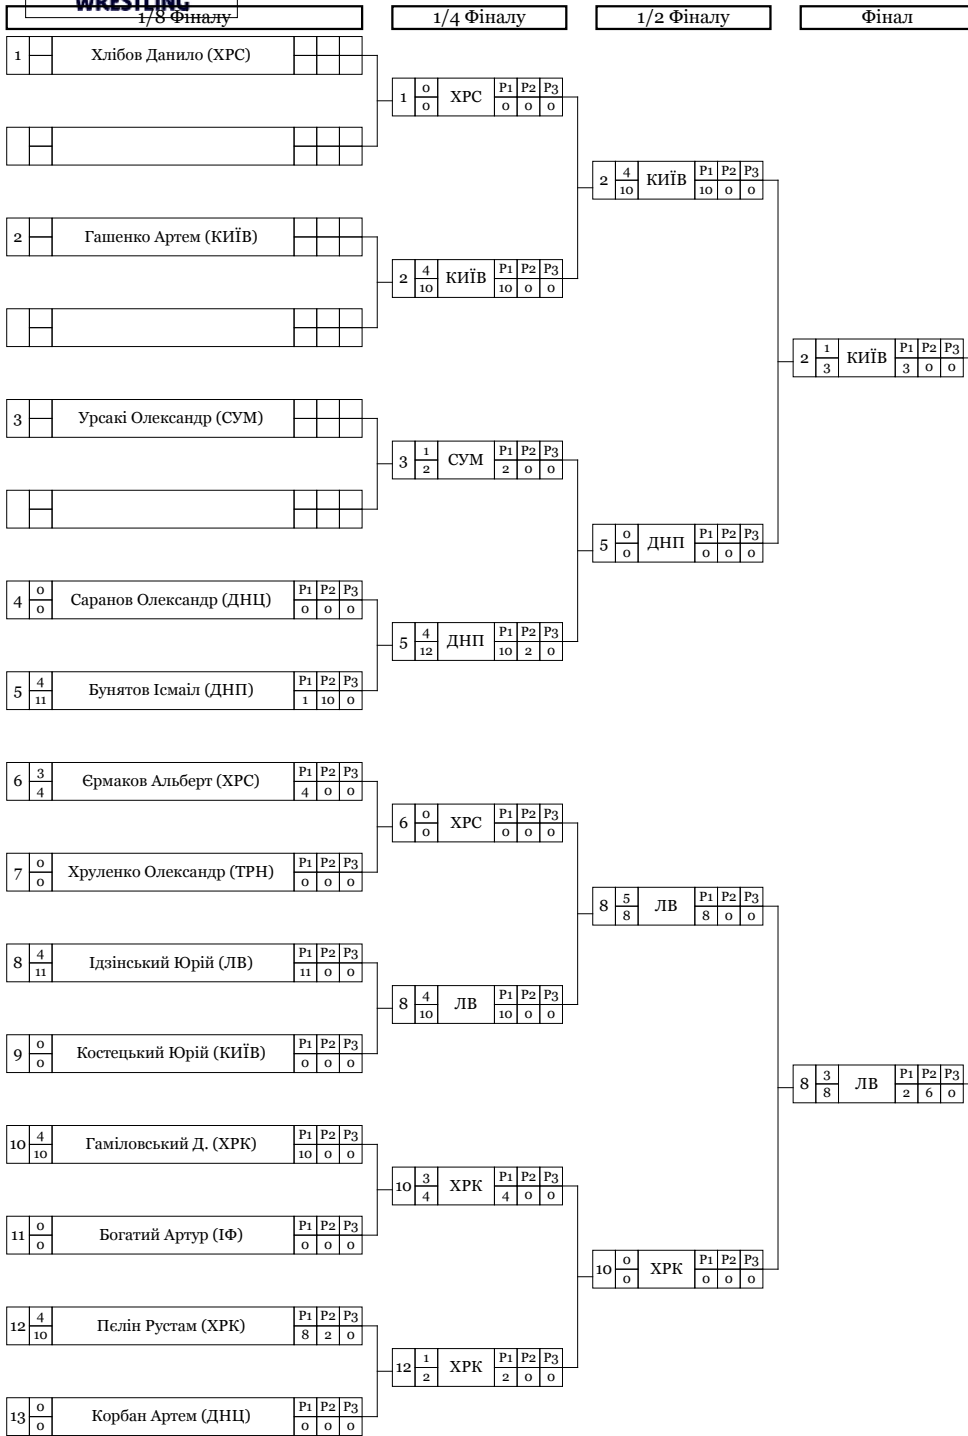 WRESTLING
1/8 Фіналу
1/4 Фіналу
1/2 Фіналу
Фінал
1 Хлібов Данило (ХРС)
1 0 ХРС P1 P2 P3
0 0 0 0
2 4 КИЇВ P1 P2 P3
10 10 0 0
2 Гашенко Артем (КИЇВ)
2 4 КИЇВ P1 P2 P3
10 10 0 0
2 1 КИЇВ P1 P2 P3
3 3 0 0
3 Урсакі Олександр (СУМ)
3 1 СУМ P1 P2 P3
2 2 0 0
5 0 ДНП P1 P2 P3
0 0 0 0
4 0 Саранов Олександр (ДНЦ) P1 P2 P3
0 0 0 0
5 4 ДНП P1 P2 P3
12 10 2 0
5 4 Бунятов Ісмаіл (ДНП) P1 P2 P3
11 1 10 0
6 3 Єрмаков Альберт (ХРС) P1 P2 P3
4 4 0 0
6 0 ХРС P1 P2 P3
0 0 0 0
7 0 Хруленко Олександр (ТРН) P1 P2 P3
0 0 0 0
8 5 ЛВ P1 P2 P3
8 8 0 0
8 4 Ідзінський Юрій (ЛВ) P1 P2 P3
11 11 0 0
8 4 ЛВ P1 P2 P3
10 10 0 0
9 0 Костецький Юрій (КИЇВ) P1 P2 P3
0 0 0 0
8 3 ЛВ P1 P2 P3
8 2 6 0
10 4 Гаміловський Д. (ХРК) P1 P2 P3
10 10 0 0
10 3 ХРК P1 P2 P3
4 4 0 0
11 0 Богатий Артур (ІФ) P1 P2 P3
0 0 0 0
10 0 ХРК P1 P2 P3
0 0 0 0
12 4 Пєлін Рустам (ХРК) P1 P2 P3
10 8 2 0
12 1 ХРК P1 P2 P3
2 2 0 0
13 0 Корбан Артем (ДНЦ) P1 P2 P3
0 0 0 0